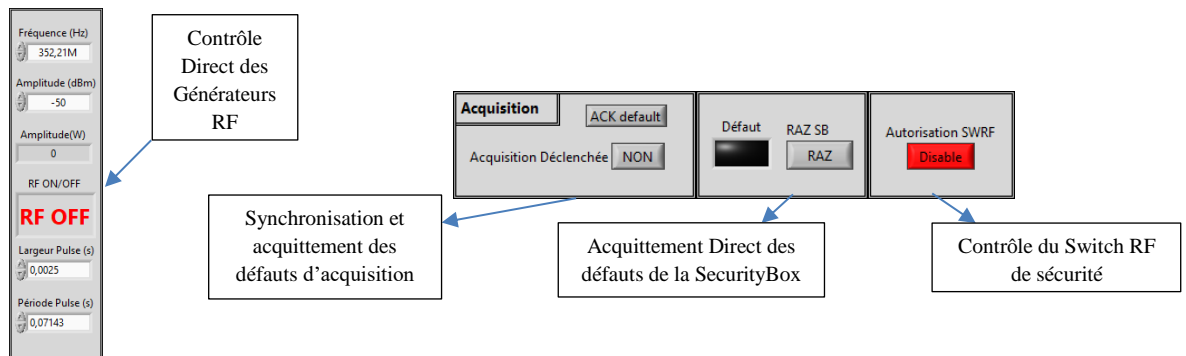 Fréquence (Hz)
352,21M
Amplitude (dBm)
-50
Amplitude(W)
0
RF ON/OFF
RF OFF
Largeur Pulse (s)
0,0025
Période Pulse (s)
0,07143
Contrôle
Direct des
Générateurs
RF
Acquisition
ACK default
Acquisition Déclenchée NON
Défaut
RAZ SB
RAZ
Autorisation SWRF
Disable
Synchronisation et
acquittement des
défauts d’acquisition
Acquittement Direct des
défauts de la SecurityBox
Contrôle du Switch RF
de sécurité